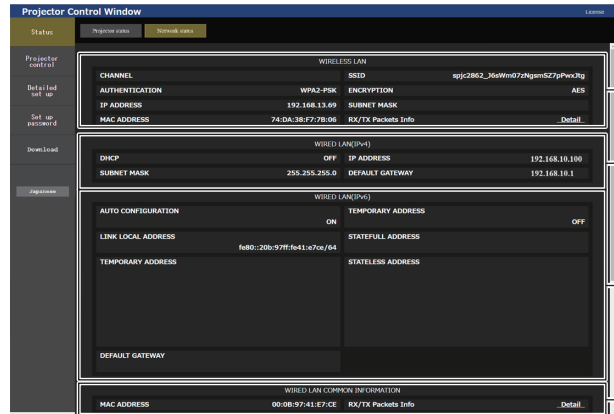 Projector Control Window
License
Status
Projector status
Network status
Projector
control
Detailed
set up
Set up
password
Download
Japanese
WIRELESS LAN
CHANNEL
SSID spjc2862_J6sWm07zNgsmSZ7pPwxJtg
AUTHENTICATION WPA2-PSK ENCRYPTION AES
IP ADDRESS 192.168.13.69 SUBNET MASK
MAC ADDRESS 74:DA:38:F7:7B:06 RX/TX Packets Info Detail
WIRED LAN(IPv4)
DHCP OFF IP ADDRESS 192.168.10.100
SUBNET MASK 255.255.255.0 DEFAULT GATEWAY 192.168.10.1
WIRED LAN(IPv6)
AUTO CONFIGURATION ON TEMPORARY ADDRESS OFF
LINK LOCAL ADDRESS fe80::20b:97ff:fe41:e7ce/64 STATEFULL ADDRESS
TEMPORARY ADDRESS STATELESS ADDRESS
DEFAULT GATEWAY
WIRED LAN COMMON INFORMATION
MAC ADDRESS 00:0B:97:41:E7:CE RX/TX Packets Info Detail